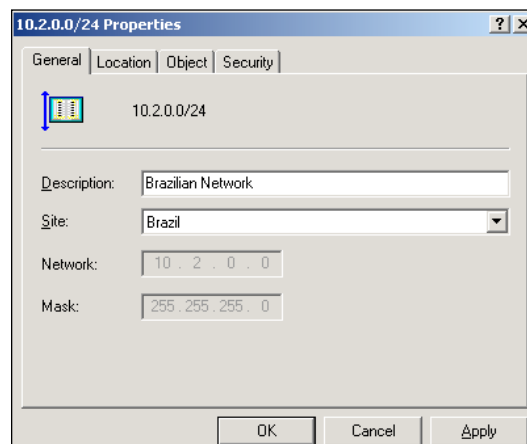 10.2.0.0/24 Properties
General Location Object Security
10.2.0.0/24
Description: Brazilian Network
Site: Brazil
Network: 10 . 2 . 0 . 0
Mask: 255 . 255 . 255 . 0
OK Cancel Apply